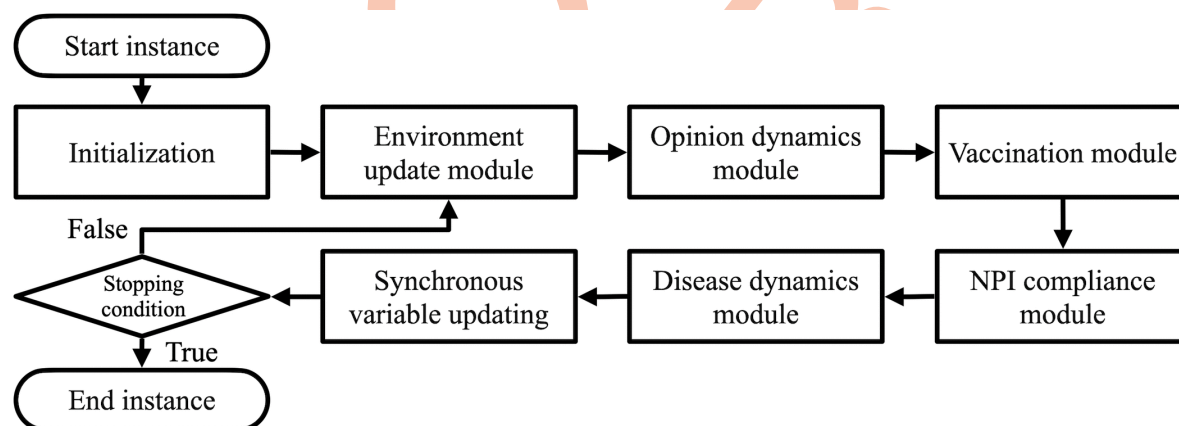 Start instance
Initialization
Environment
update module
Opinion dynamics
module
Vaccination module
NPI compliance
module
Disease dynamics
module
Synchronous
variable updating
Stopping
condition
False
True
End instance